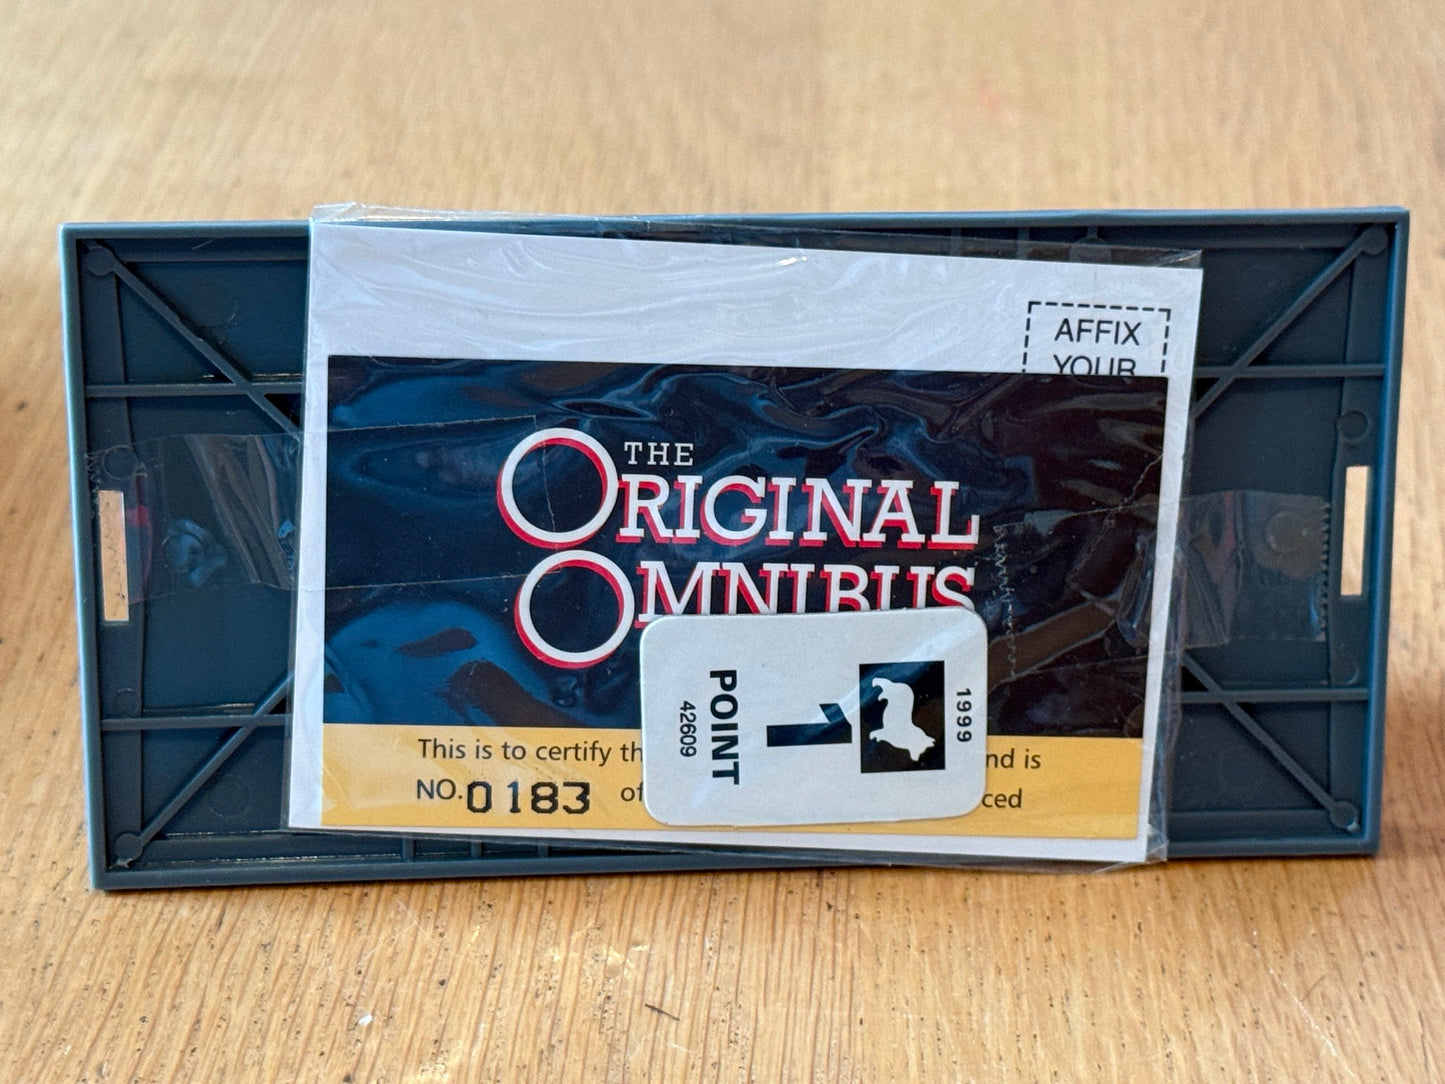 AFFIX
YOUR
THE
ORIGINAL
OMNIBUS
This is to certify th
nd is
NO. 0183 of
ced
1999
1
POINT
42609